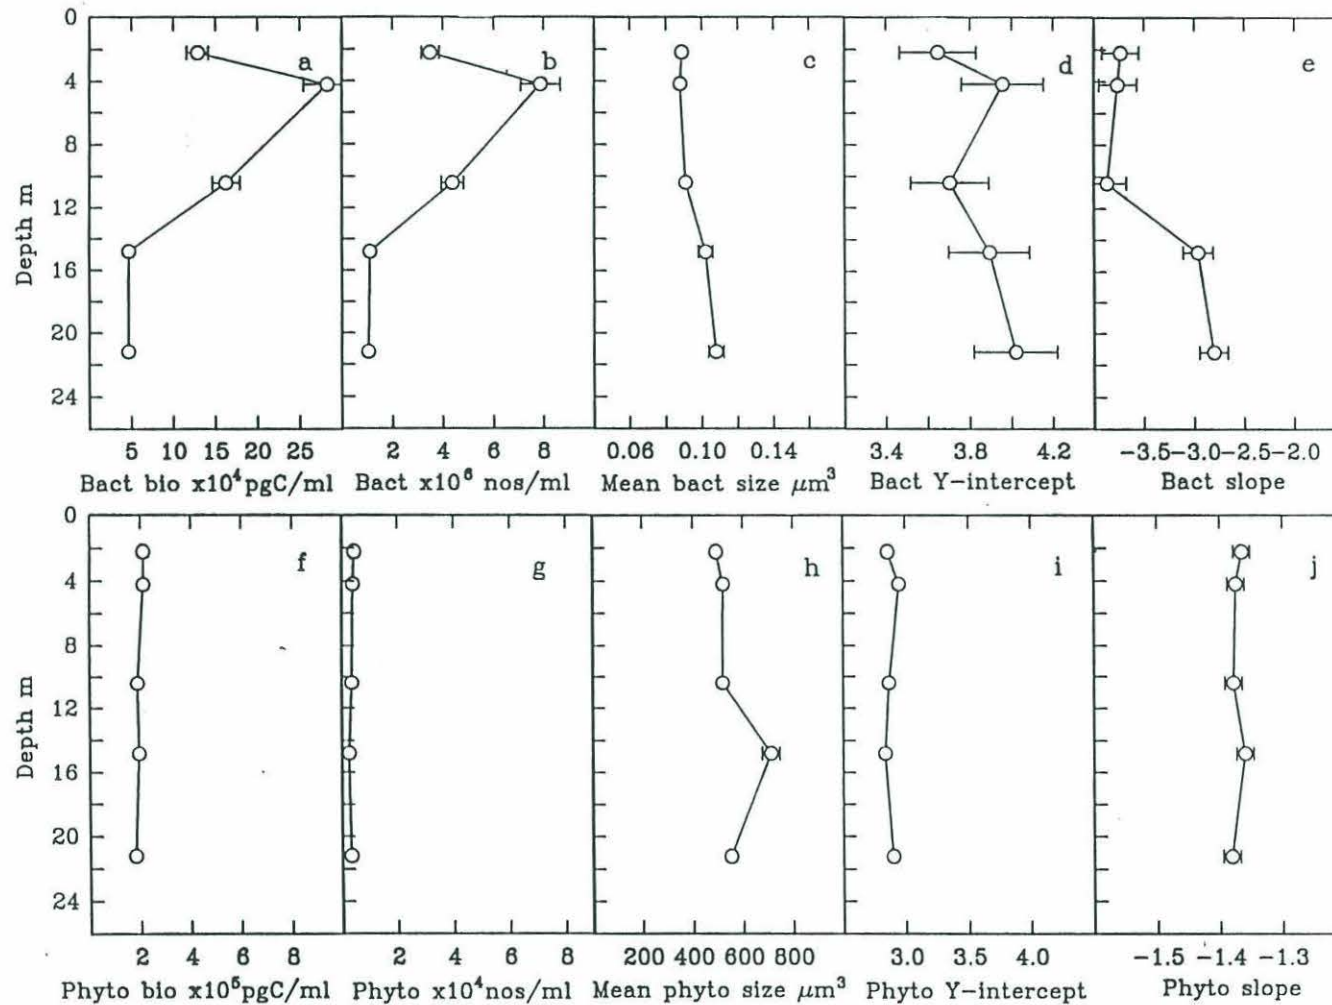 0
4
8
12
16
20
24
Depth m
a
b
c
d
e
5 10 15 20 25
2 4 6 8
0.06 0.10 0.14
3.4 3.8 4.2
-3.5-3.0-2.5-2.0
Bact bio x10⁴pgC/ml
Bact x10⁶ nos/ml
Mean bact size μm³
Bact Y-intercept
Bact slope
0
4
8
12
16
20
24
Depth m
f
g
h
i
j
2 4 6 8
2 4 6 8
200 400 600 800
3.0 3.5 4.0
-1.5 -1.4 -1.3
Phyto bio x10⁵pgC/ml
Phyto x10⁴nos/ml
Mean phyto size μm³
Phyto Y-intercept
Phyto slope